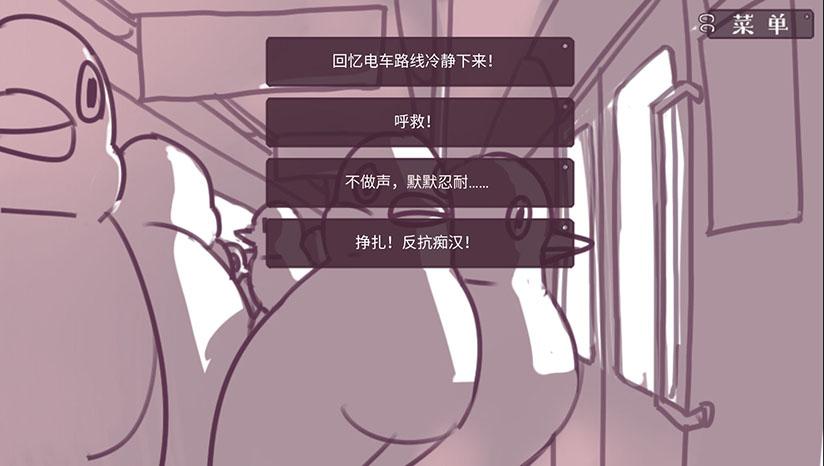 菜单
回忆电车路线冷静下来！
呼救！
不做声，默默忍耐……
挣扎！反抗痴汉！